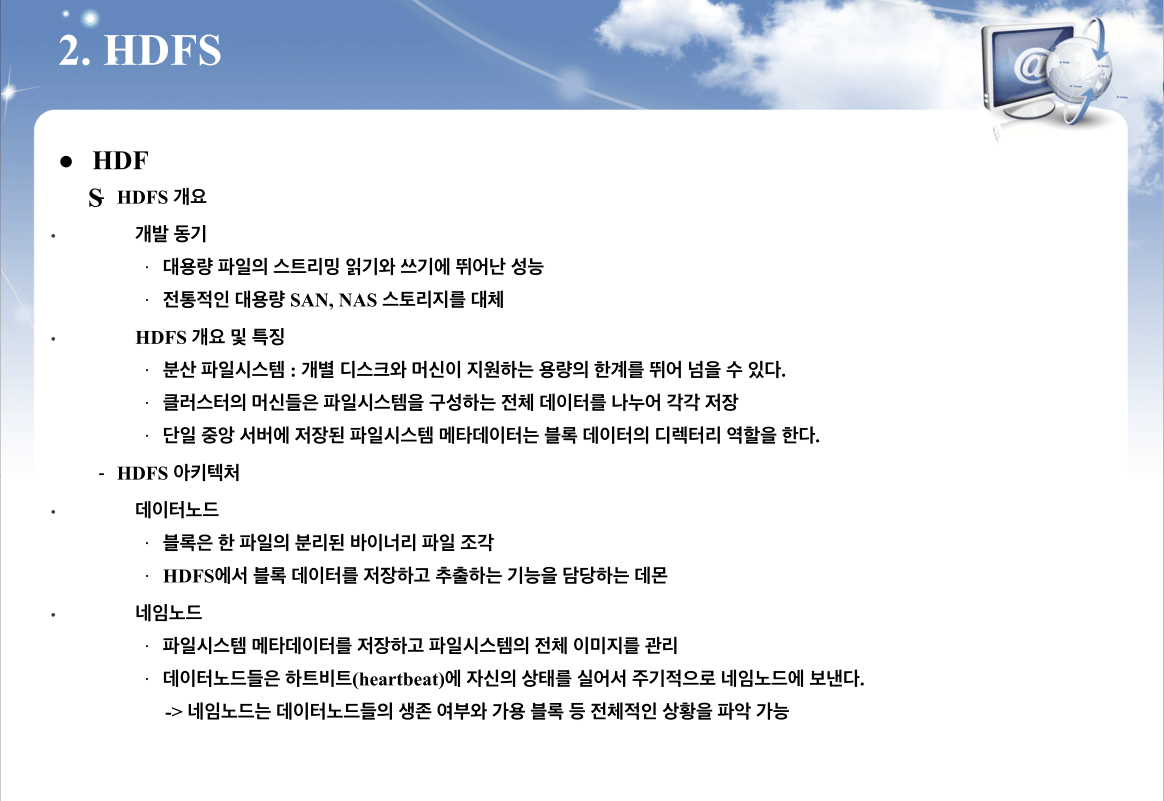 2. HDFS
● HDF
S- HDFS 개요
• 개발 동기
· 대용량 파일의 스트리밍 읽기와 쓰기에 뛰어난 성능
· 전통적인 대용량 SAN, NAS 스토리지를 대체
• HDFS 개요 및 특징
· 분산 파일시스템 : 개별 디스크와 머신이 지원하는 용량의 한계를 뛰어 넘을 수 있다.
· 클러스터의 머신들은 파일시스템을 구성하는 전체 데이터를 나누어 각각 저장
· 단일 중앙 서버에 저장된 파일시스템 메타데이터는 블록 데이터의 디렉터리 역할을 한다.
- HDFS 아키텍처
• 데이터노드
· 블록은 한 파일의 분리된 바이너리 파일 조각
· HDFS에서 블록 데이터를 저장하고 추출하는 기능을 담당하는 데몬
• 네임노드
· 파일시스템 메타데이터를 저장하고 파일시스템의 전체 이미지를 관리
· 데이터노드들은 하트비트(heartbeat)에 자신의 상태를 실어서 주기적으로 네임노드에 보낸다.
-> 네임노드는 데이터노드들의 생존 여부와 가용 블록 등 전체적인 상황을 파악 가능